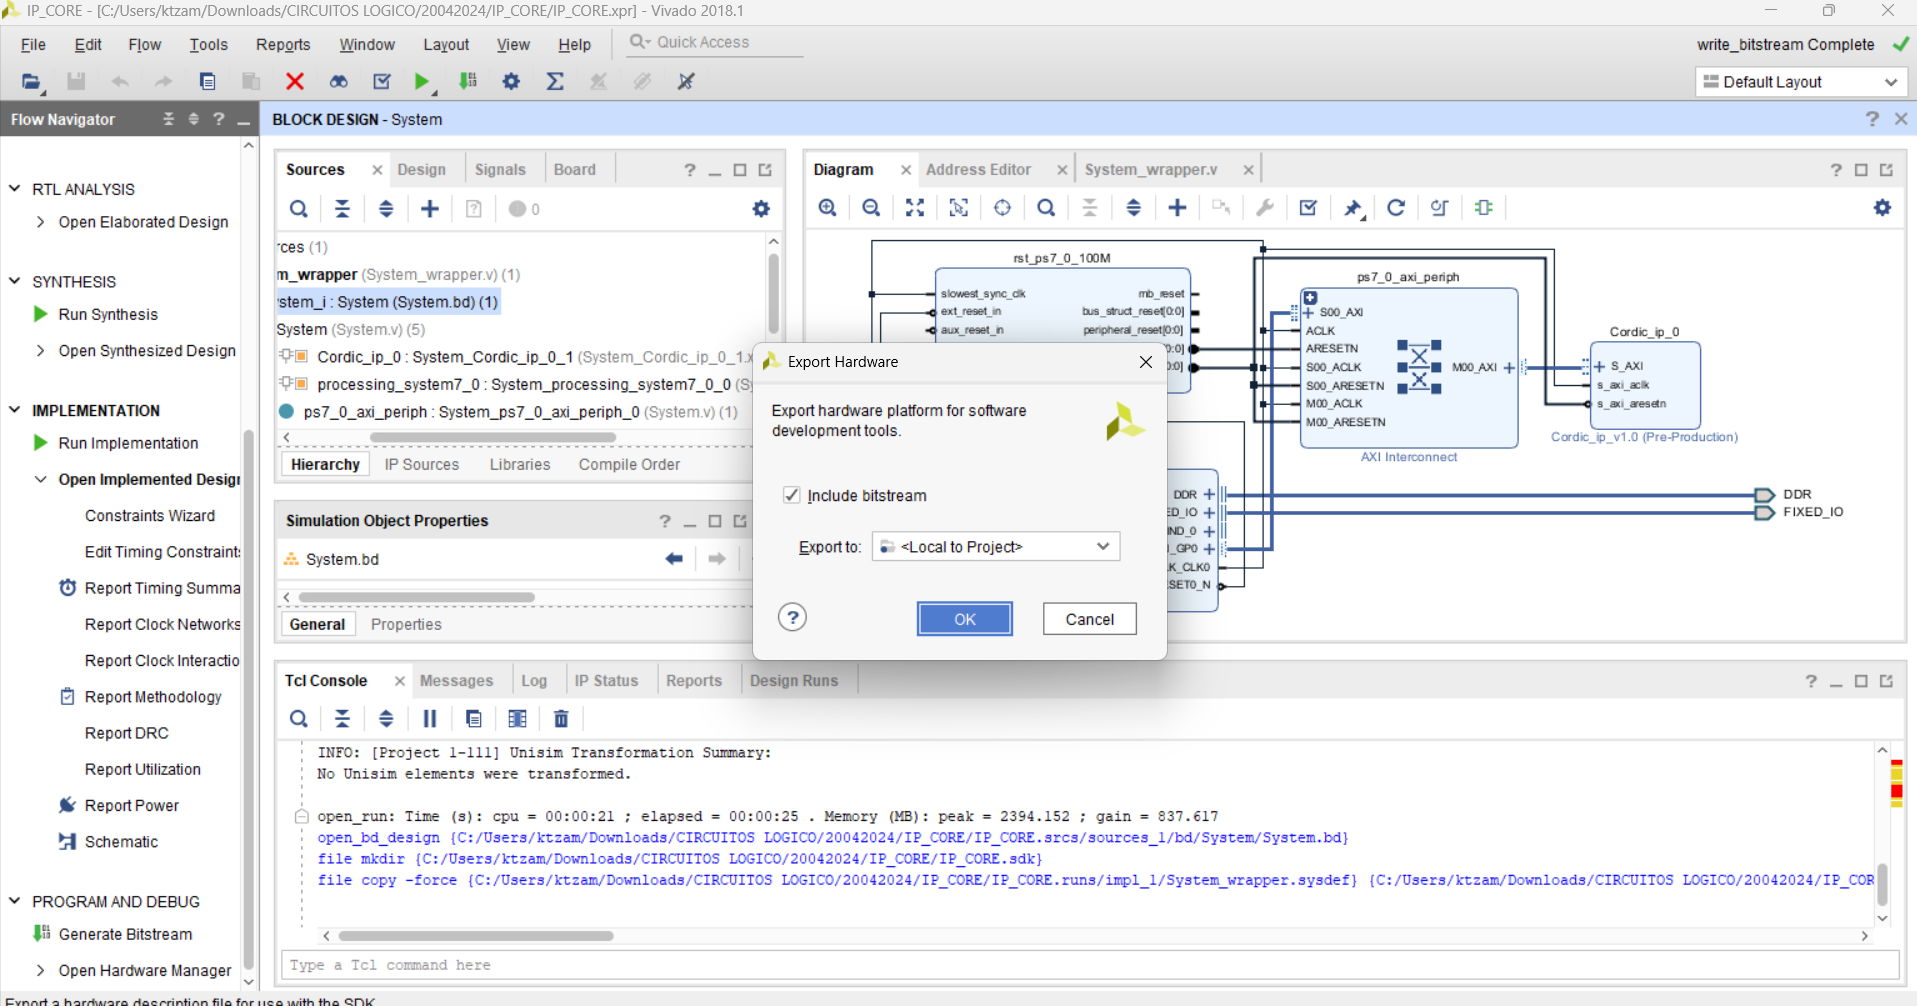 IP_CORE - [C:/Users/ktzam/Downloads/CIRCUITOS LOGICO/20042024/IP_CORE/IP_CORE.xpr] - Vivado 2018.1
File Edit Flow Tools Reports Window Layout View Help Quick Access
write_bitstream Complete
Default Layout
Flow Navigator
BLOCK DESIGN - System
RTL ANALYSIS
Open Elaborated Design
SYNTHESIS
Run Synthesis
Open Synthesized Design
IMPLEMENTATION
Run Implementation
Open Implemented Desig
Constraints Wizard
Edit Timing Constraint
Report Timing Summa
Report Clock Networks
Report Clock Interactio
Report Methodology
Report DRC
Report Utilization
Report Power
Schematic
PROGRAM AND DEBUG
Generate Bitstream
Open Hardware Manager
Sources Design Signals Board
0
rces (1)
m_wrapper (System_wrapper.v) (1)
stem_i : System (System.bd) (1)
System (System.v) (5)
Cordic_ip_0 : System_Cordic_ip_0_1 (System_Cordic_ip_0_1.x
processing_system7_0 : System_processing_system7_0_0 (S
ps7_0_axi_periph : System_ps7_0_axi_periph_0 (System.v) (1)
Hierarchy IP Sources Libraries Compile Order
Simulation Object Properties
System.bd
General Properties
Diagram Address Editor System_wrapper.v
rst_ps7_0_100M
slowest_sync_clk
ext_reset_in
aux_reset_in
mb_reset
bus_struct_reset[0:0]
peripheral_reset[0:0]
0:0]
0:0]
ps7_0_axi_periph
S00_AXI
ACLK
ARESETN
S00_ACLK
S00_ARESETN
M00_ACLK
M00_ARESETN
M00_AXI
AXI Interconnect
Cordic_ip_0
S_AXI
s_axi_aclk
s_axi_aresetn
Cordic_ip_v1.0 (Pre-Production)
DDR
ED_IO
IND_0
I_GP0
K_CLK0
SET0_N
DDR
FIXED_IO
Export Hardware
Export hardware platform for software
development tools.
Include bitstream
Export to: <Local to Project>
OK Cancel
Tcl Console Messages Log IP Status Reports Design Runs
INFO: [Project 1-111] Unisim Transformation Summary:
No Unisim elements were transformed.
open_run: Time (s): cpu = 00:00:21 ; elapsed = 00:00:25 . Memory (MB): peak = 2394.152 ; gain = 837.617
open_bd_design {C:/Users/ktzam/Downloads/CIRCUITOS LOGICO/20042024/IP_CORE/IP_CORE.srcs/sources_1/bd/System/System.bd}
file mkdir {C:/Users/ktzam/Downloads/CIRCUITOS LOGICO/20042024/IP_CORE/IP_CORE.sdk}
file copy -force {C:/Users/ktzam/Downloads/CIRCUITOS LOGICO/20042024/IP_CORE/IP_CORE.runs/impl_1/System_wrapper.sysdef} {C:/Users/ktzam/Downloads/CIRCUITOS LOGICO/20042024/IP_COR
Type a Tcl command here
Export a hardware description file for use with the SDK